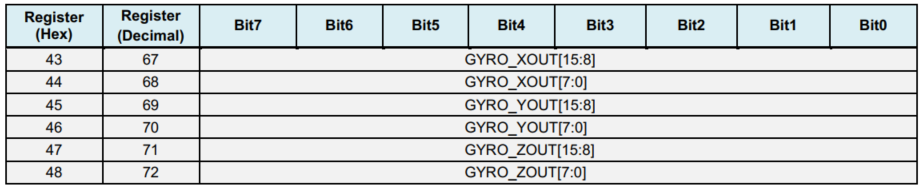 Register (Hex) Register (Decimal) Bit7 Bit6 Bit5 Bit4 Bit3 Bit2 Bit1 Bit0
43 67 GYRO_XOUT[15:8]
44 68 GYRO_XOUT[7:0]
45 69 GYRO_YOUT[15:8]
46 70 GYRO_YOUT[7:0]
47 71 GYRO_ZOUT[15:8]
48 72 GYRO_ZOUT[7:0]